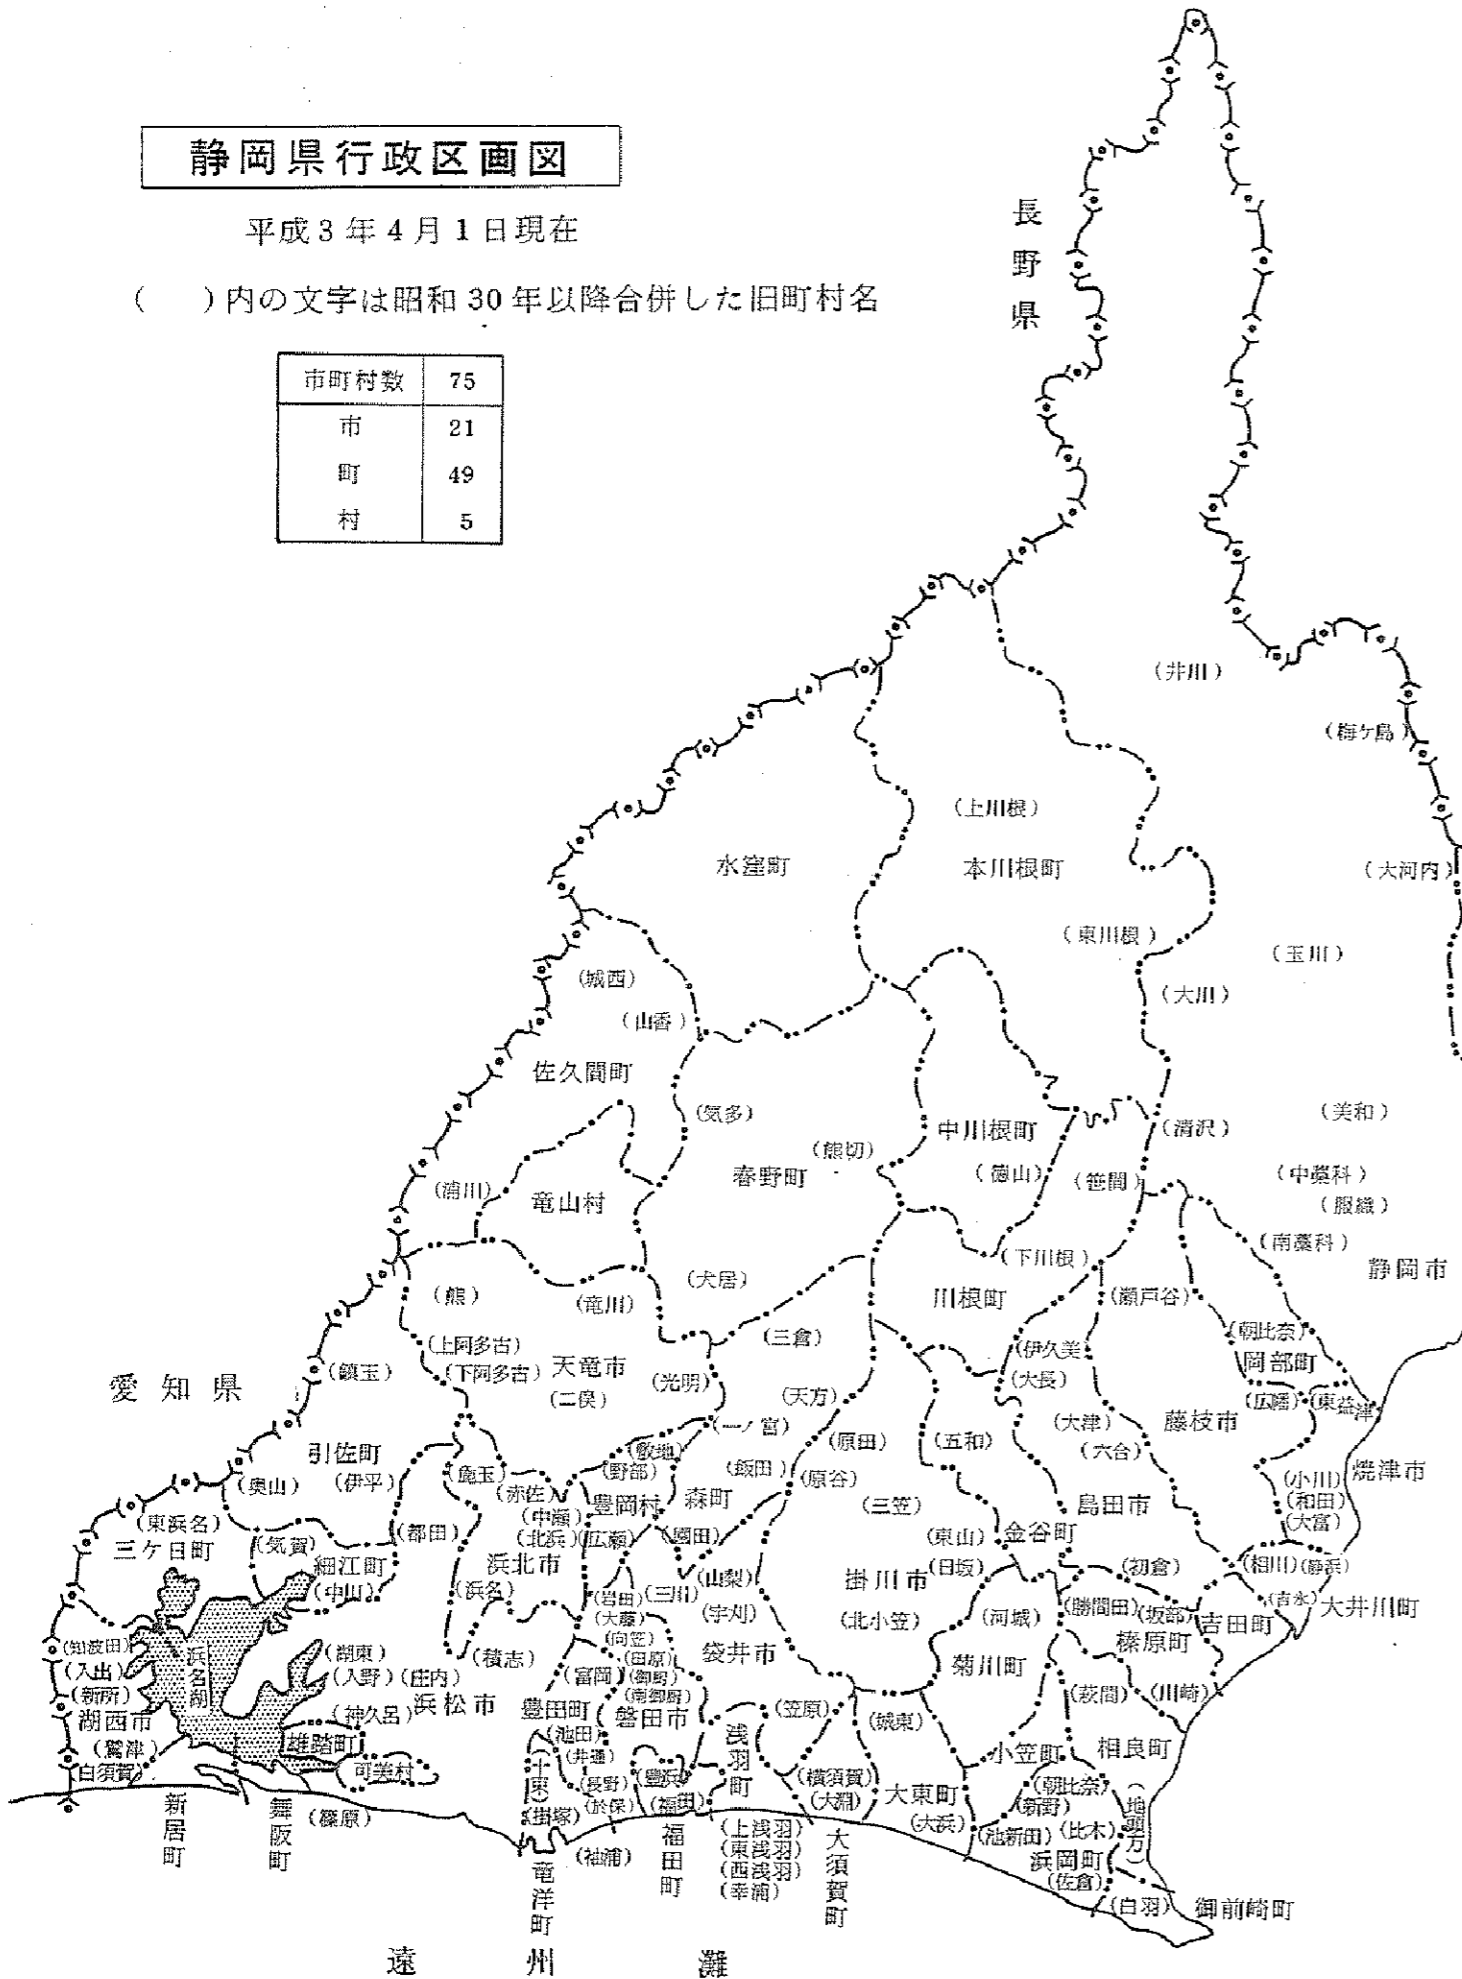 静岡県行政区画図
平成3年4月1日現在
(　)内の文字は昭和30年以降合併した旧町村名
市町村数 75
市 21
町 49
村 5
長野県
(井川)
(梅ケ島)
(上川根)
水窪町
本川根町
(大河内)
(東川根)
(玉川)
(城西)
(大川)
(山香)
佐久間町
(気多)
(美和)
中川根町
(清沢)
(熊切)
春野町
(徳山)
(笹間)
(中藁科)
(浦川)
竜山村
(服織)
(南藁科)
(下川根)
静岡市
(犬居)
(熊)
(竜川)
川根町
(瀬戸谷)
(三倉)
(朝比奈)
(上阿多古)
(伊久美)
岡部町
愛知県
(鎮玉)
(下阿多古)
天竜市
(光明)
(大長)
(二俣)
(天方)
(広幡)
(東益津)
(大津)
藤枝市
(一ノ宮)
(原田)
(五和)
(六合)
引佐町
(敷地)
(奥山)
(伊平)
(麁玉)
(野部)
(飯田)
(原谷)
(小川)
焼津市
(赤佐)
豊岡村
森町
(三笠)
島田市
(和田)
(東浜名)
(中瀬)
(大富)
(都田)
(北浜)
(広瀬)
(園田)
(東山)
金谷町
三ケ日町
(気賀)
細江町
浜北市
(日坂)
(初倉)
(相川)
(静浜)
(中川)
(浜名)
(岩田)
(三川)
(山梨)
掛川市
(吉永)
大井川町
(大藤)
(宇刈)
(北小笠)
(河城)
(勝間田)
(坂部)
吉田町
(向笠)
榛原町
(知波田)
浜名湖
(湖東)
(積志)
(田原)
袋井市
(入出)
(入野)
(庄内)
(富岡)
(御厨)
菊川町
(新所)
(南御厨)
(萩間)
(川崎)
湖西市
(神久呂)
浜松市
豊田町
磐田市
(笠原)
(城東)
(鷲津)
雄踏町
(池田)
浅羽町
小笠町
相良町
(白須賀)
可美村
(十束)
(井通)
(豊浜)
(横須賀)
大東町
(朝比奈)
(地頭方)
(長野)
(大淵)
(新野)
新居町
舞阪町
(篠原)
(掛塚)
(於保)
(福田)
(大浜)
(池新田)
(比木)
(袖浦)
福田町
(上浅羽)
(東浅羽)
(西浅羽)
(幸浦)
大須賀町
浜岡町
(佐倉)
竜洋町
(白羽)
御前崎町
遠州灘